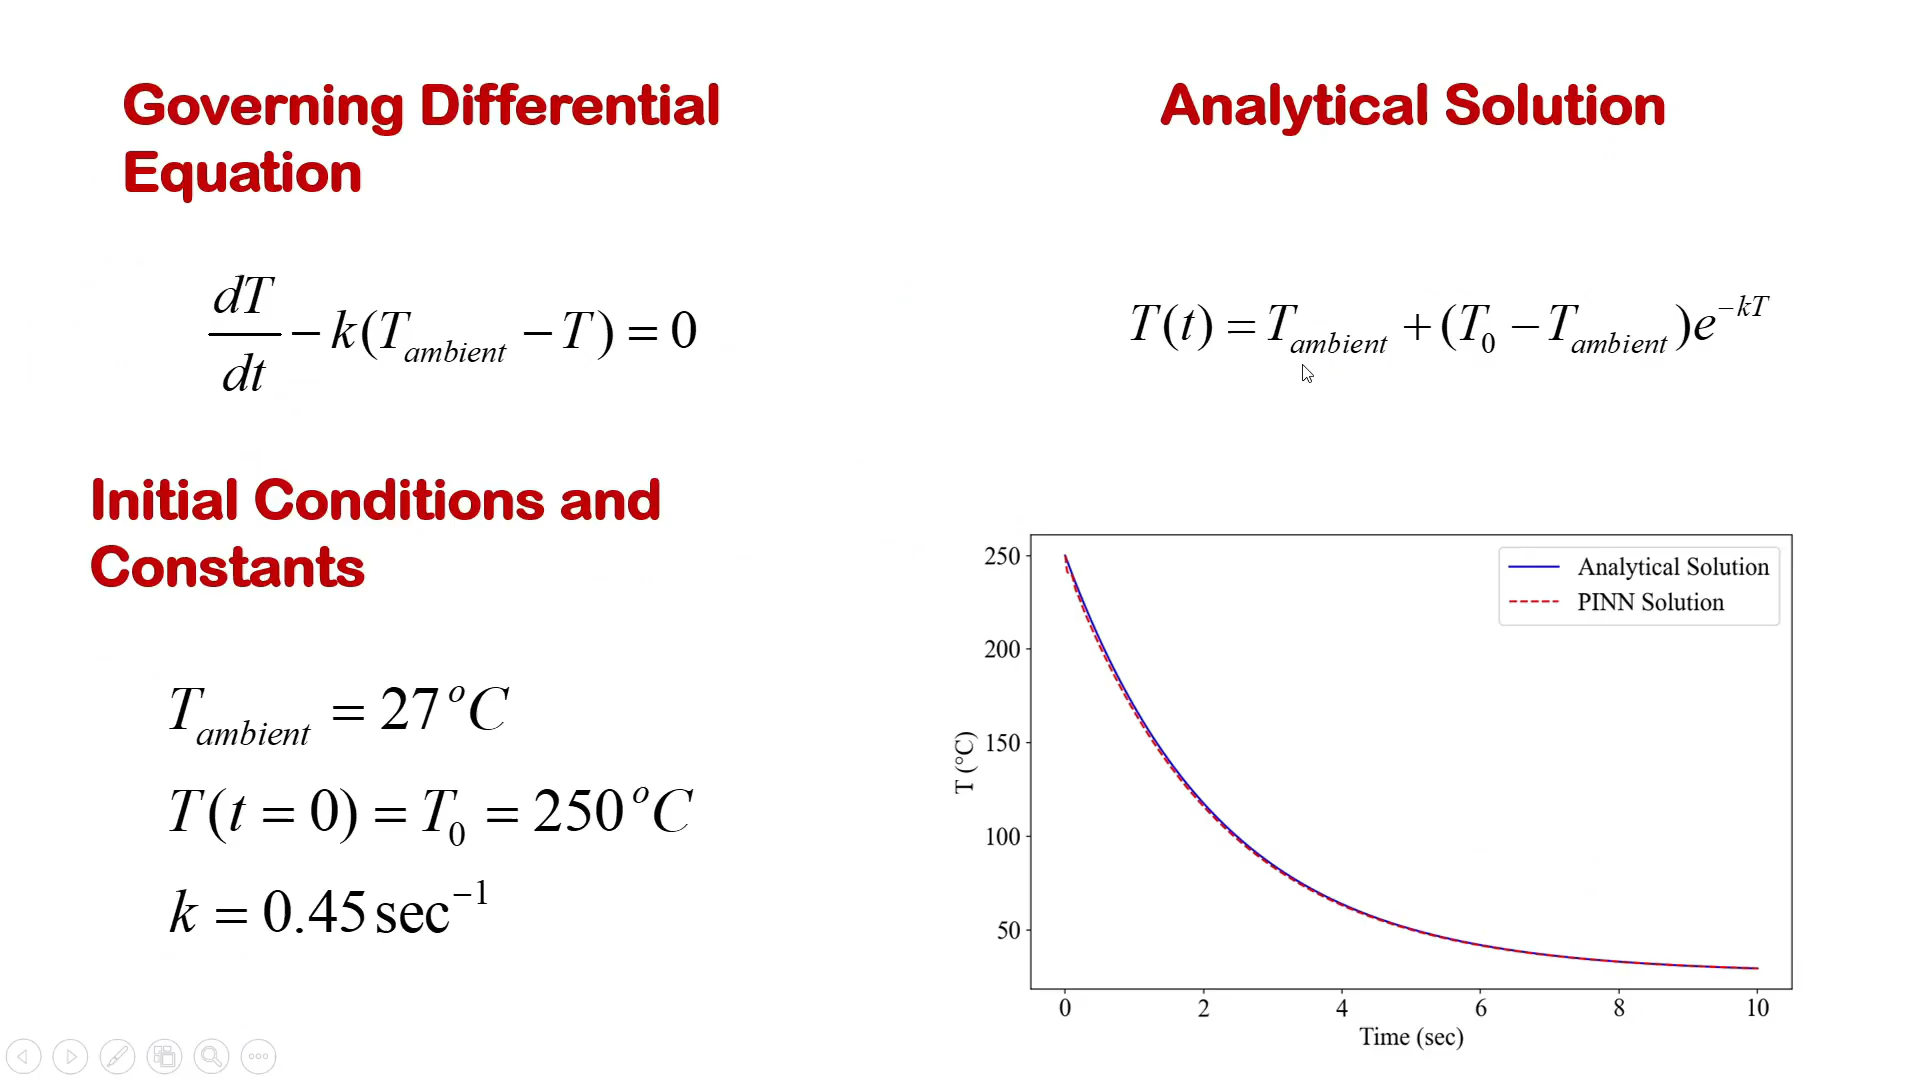 Governing Differential
Equation
dT/dt − k(T_ambient − T) = 0
Initial Conditions and
Constants
T_ambient = 27 °C
T(t = 0) = T_0 = 250 °C
k = 0.45 sec^−1
Analytical Solution
T(t) = T_ambient + (T_0 − T_ambient)e^−kT
Analytical Solution
PINN Solution
250
200
150
100
50
T (°C)
0 2 4 6 8 10
Time (sec)